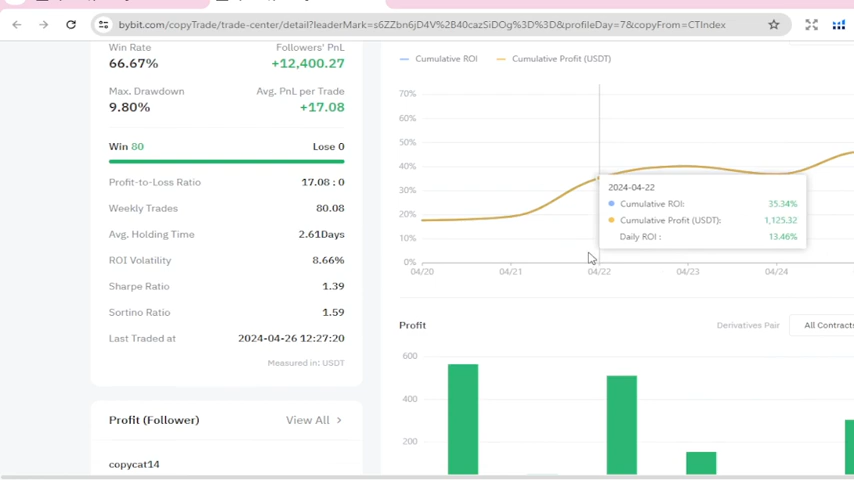 bybit.com/copyTrade/trade-center/detail?leaderMark=s6ZZbn6jD4V%2B40cazSiDOg%3D%3D&profileDay=7&copyFrom=CTIndex
Win Rate Followers' PnL
66.67% +12,400.27
Max. Drawdown Avg. PnL per Trade
9.80% +17.08
Win 80 Lose 0
Profit-to-Loss Ratio 17.08 : 0
Weekly Trades 80.08
Avg. Holding Time 2.61Days
ROI Volatility 8.66%
Sharpe Ratio 1.39
Sortino Ratio 1.59
Last Traded at 2024-04-26 12:27:20
Measured in: USDT
Profit (Follower) View All >
copycat14
Cumulative ROI Cumulative Profit (USDT)
70%
60%
50%
40%
30%
20%
10%
0%
04/20 04/21 04/22 04/23 04/24
2024-04-22
Cumulative ROI: 35.34%
Cumulative Profit (USDT): 1,125.32
Daily ROI : 13.46%
Profit Derivatives Pair All Contracts
600
400
200